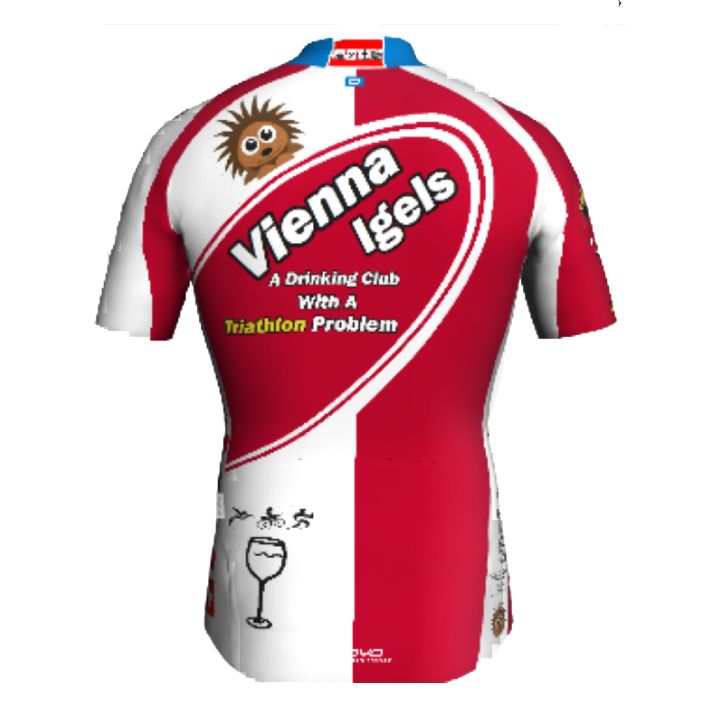 Vienna
Igels
A Drinking Club
With A
Triathlon Problem